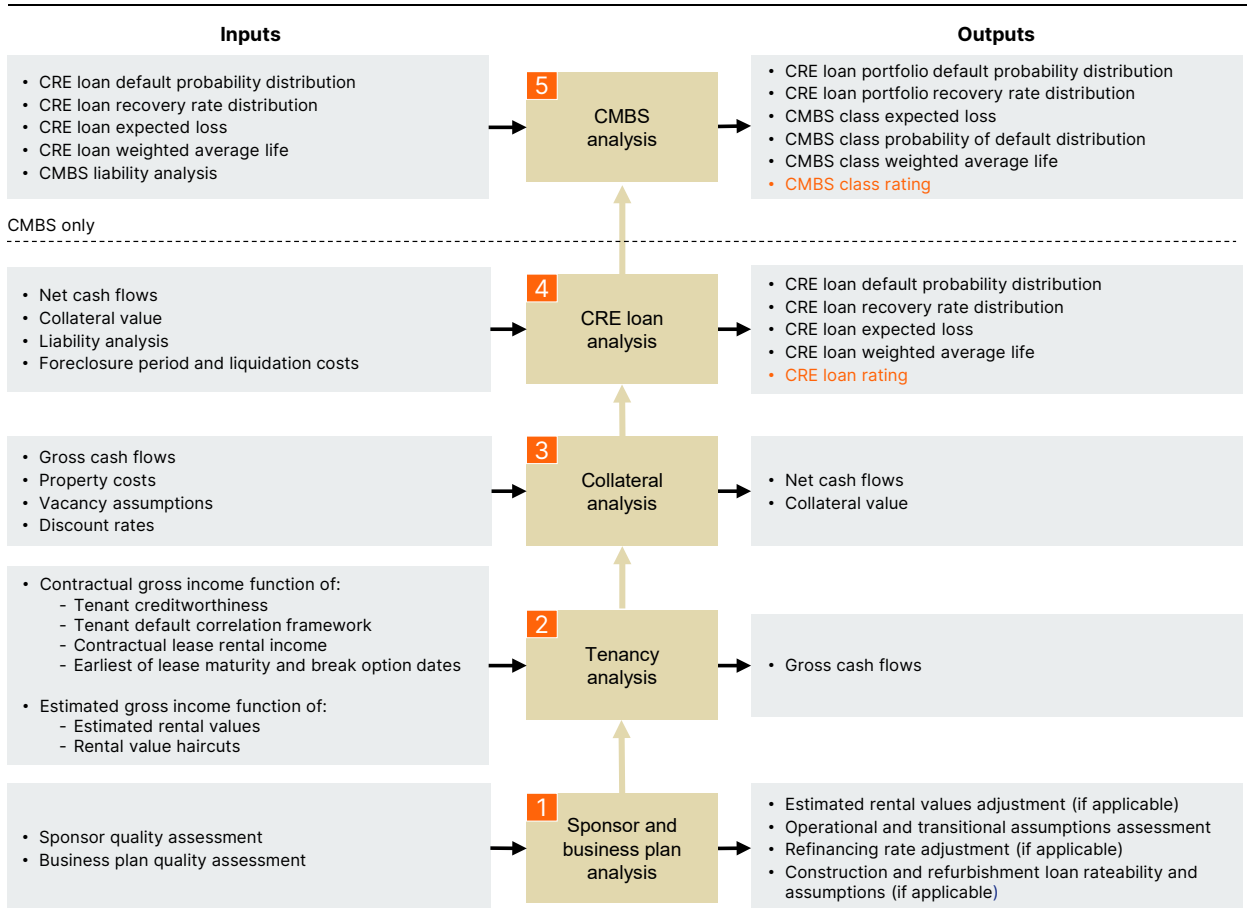 Inputs
Outputs
• CRE loan default probability distribution
• CRE loan recovery rate distribution
• CRE loan expected loss
• CRE loan weighted average life
• CMBS liability analysis
5
CMBS
analysis
• CRE loan portfolio default probability distribution
• CRE loan portfolio recovery rate distribution
• CMBS class expected loss
• CMBS class probability of default distribution
• CMBS class weighted average life
• CMBS class rating
CMBS only
• Net cash flows
• Collateral value
• Liability analysis
• Foreclosure period and liquidation costs
4
CRE loan
analysis
• CRE loan default probability distribution
• CRE loan recovery rate distribution
• CRE loan expected loss
• CRE loan weighted average life
• CRE loan rating
• Gross cash flows
• Property costs
• Vacancy assumptions
• Discount rates
3
Collateral
analysis
• Net cash flows
• Collateral value
• Contractual gross income function of:
- Tenant creditworthiness
- Tenant default correlation framework
- Contractual lease rental income
- Earliest of lease maturity and break option dates
• Estimated gross income function of:
- Estimated rental values
- Rental value haircuts
2
Tenancy
analysis
• Gross cash flows
• Sponsor quality assessment
• Business plan quality assessment
1
Sponsor and
business plan
analysis
• Estimated rental values adjustment (if applicable)
• Operational and transitional assumptions assessment
• Refinancing rate adjustment (if applicable)
• Construction and refurbishment loan rateability and
assumptions (if applicable)